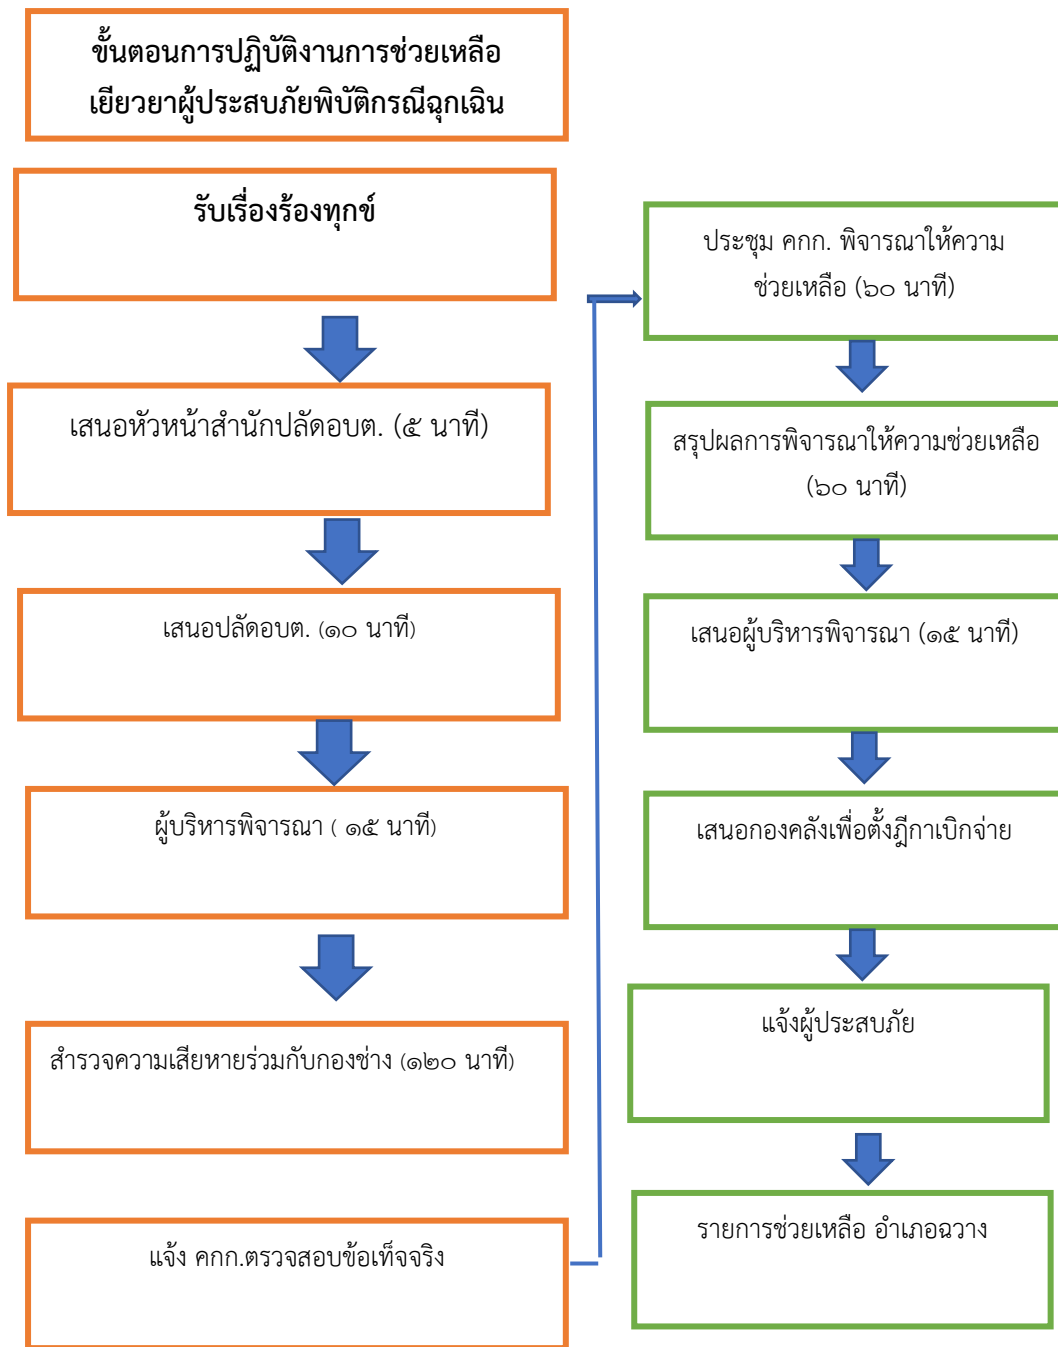 ขั้นตอนการปฏิบัติงานการช่วยเหลือ
เยียวยาผู้ประสบภัยพิบัติกรณีฉุกเฉิน
รับเรื่องร้องทุกข์
เสนอหัวหน้าสำนักปลัดอบต. (๕ นาที)
เสนอปลัดอบต. (๑๐ นาที)
ผู้บริหารพิจารณา ( ๑๕ นาที)
สำรวจความเสียหายร่วมกับกองช่าง (๑๒๐ นาที)
แจ้ง คกก.ตรวจสอบข้อเท็จจริง
ประชุม คกก. พิจารณาให้ความ
ช่วยเหลือ (๖๐ นาที)
สรุปผลการพิจารณาให้ความช่วยเหลือ
(๖๐ นาที)
เสนอผู้บริหารพิจารณา (๑๕ นาที)
เสนอกองคลังเพื่อตั้งฎีกาเบิกจ่าย
แจ้งผู้ประสบภัย
รายการช่วยเหลือ อำเภอฉวาง